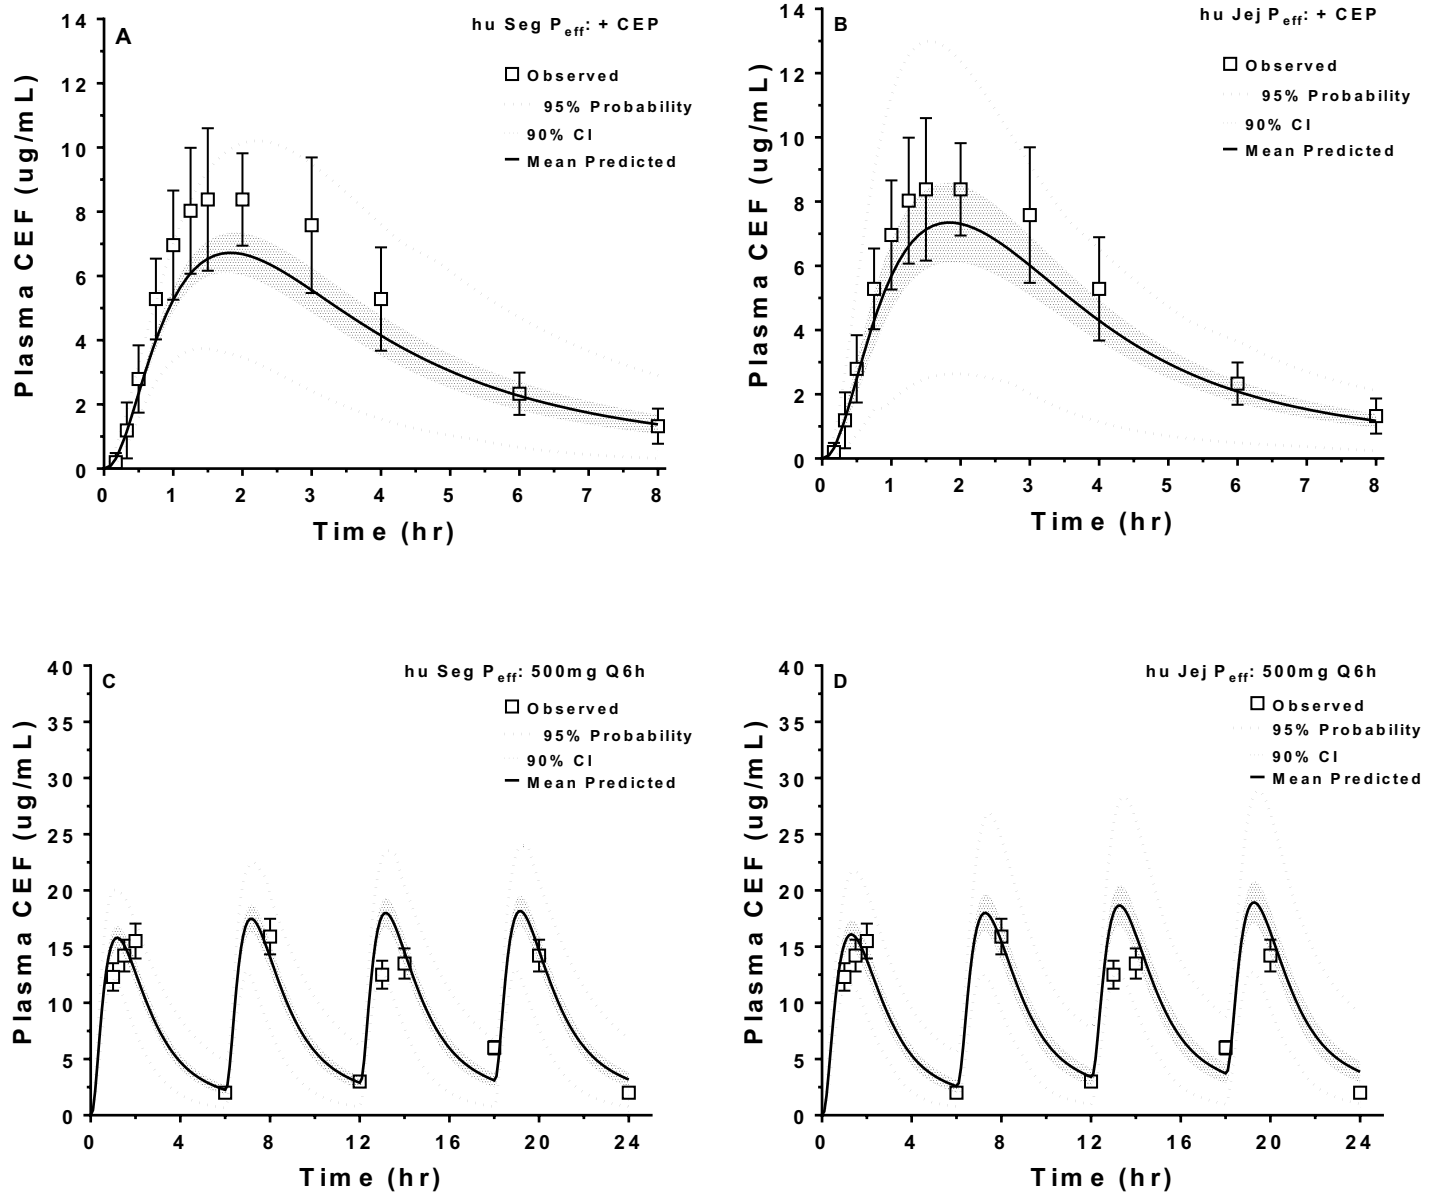 A
hu Seg Peff: + CEP
Observed
95% Probability
90% CI
Mean Predicted
Plasma CEF (ug/mL)
14
12
10
8
6
4
2
0
0 1 2 3 4 5 6 7 8
Time (hr)
B
hu Jej Peff: + CEP
Observed
95% Probability
90% CI
Mean Predicted
Plasma CEF (ug/mL)
14
12
10
8
6
4
2
0
0 1 2 3 4 5 6 7 8
Time (hr)
C
hu Seg Peff: 500mg Q6h
Observed
95% Probability
90% CI
Mean Predicted
Plasma CEF (ug/mL)
40
35
30
25
20
15
10
5
0
0 4 8 12 16 20 24
Time (hr)
D
hu Jej Peff: 500mg Q6h
Observed
95% Probability
90% CI
Mean Predicted
Plasma CEF (ug/mL)
40
35
30
25
20
15
10
5
0
0 4 8 12 16 20 24
Time (hr)